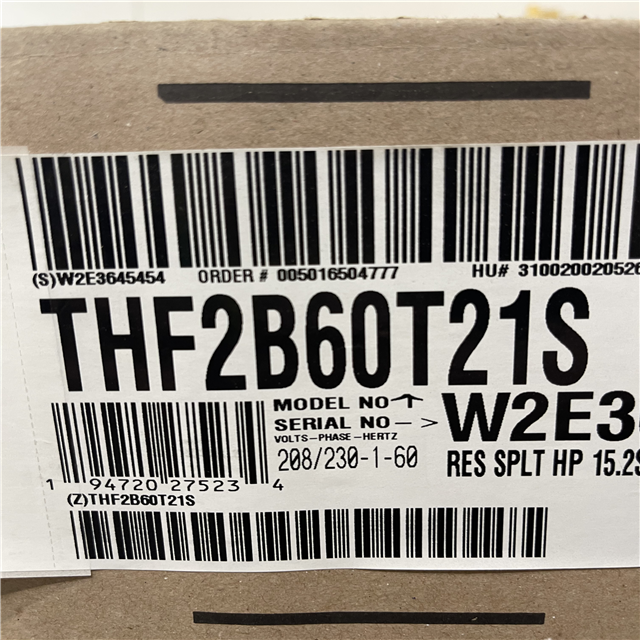 (S)W2E3645454 ORDER # 005016504777 HU# 310020020526
THF2B60T21S
MODEL NO ↑
SERIAL NO -> W2E3
VOLTS-PHASE-HERTZ
208/230-1-60 RES SPLT HP 15.2S
1 94720 27523 4
(Z)THF2B60T21S